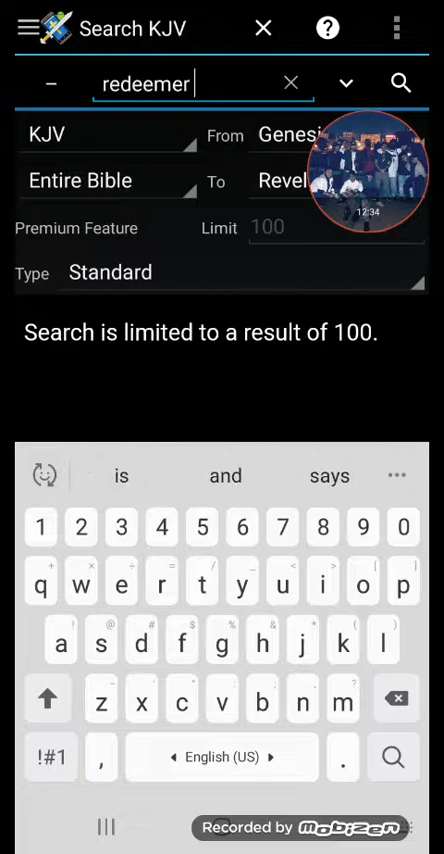 Search KJV
redeemer
KJV From Genesi
Entire Bible To Revel
12:34
Premium Feature Limit 100
Type Standard
Search is limited to a result of 100.
is and says
1 2 3 4 5 6 7 8 9 0
q w e r t y u i o p
a s d f g h j k l
z x c v b n m
!#1 , English (US) .
Recorded by mobizen